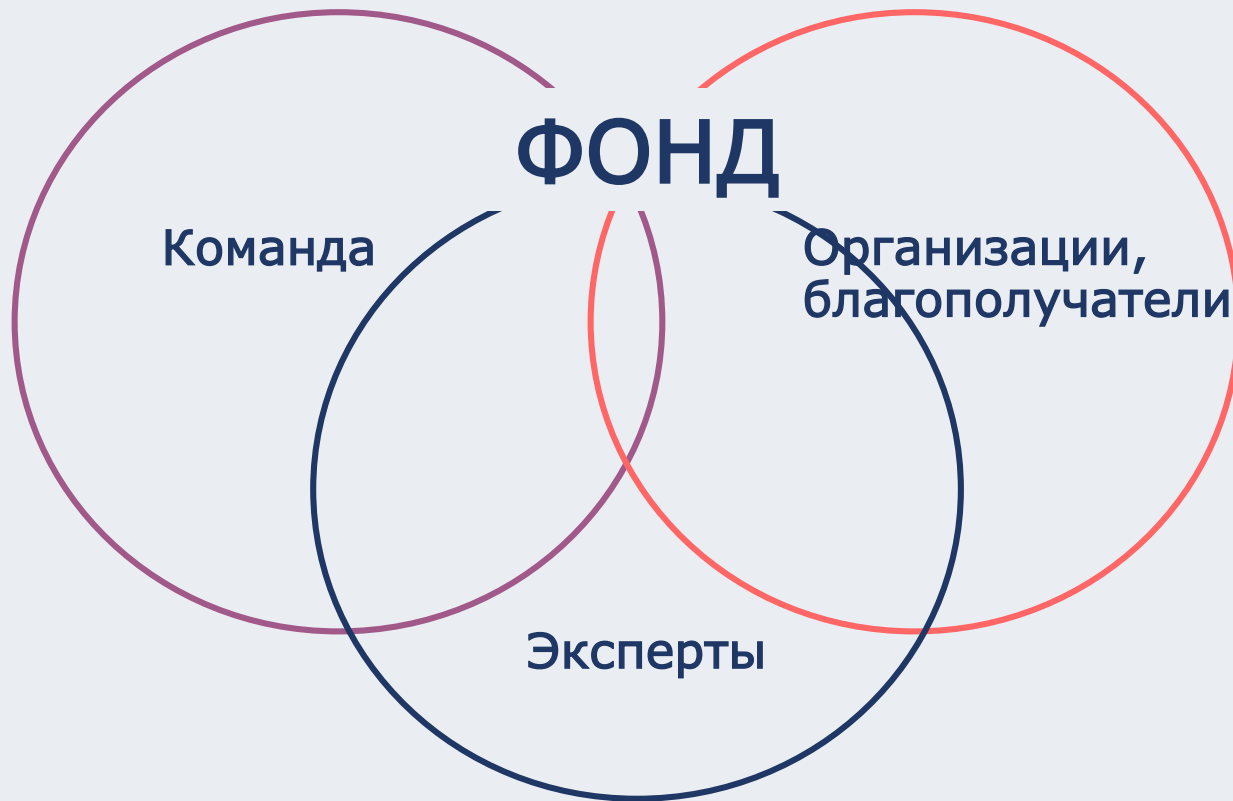 ФОНД
Команда
Организации,
благополучатели
Эксперты